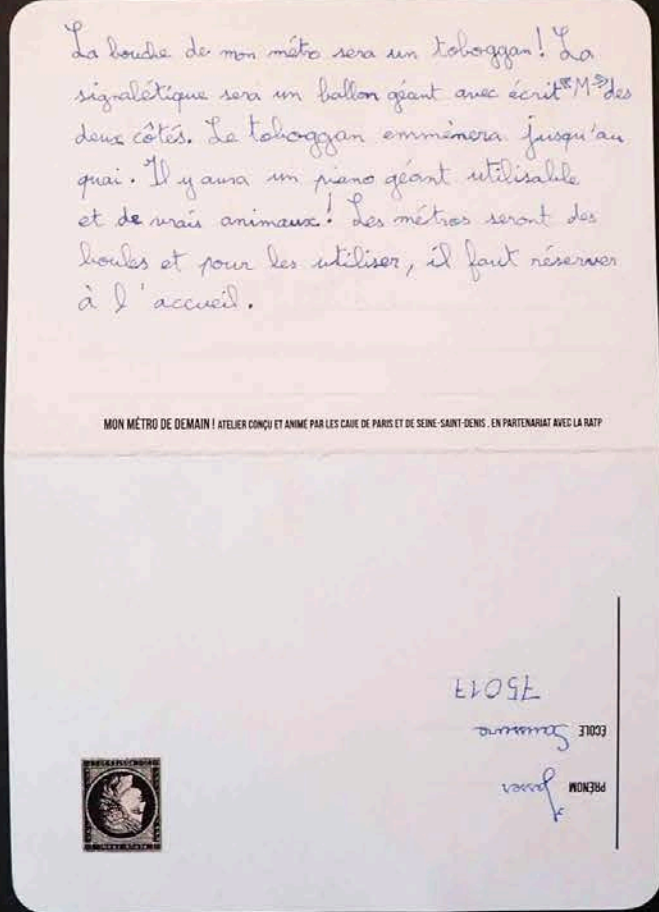 La bouche de mon métro sera un toboggan! La
signalétique sera un ballon géant avec écrit "M" des
deux côtés. Le toboggan emmènera jusqu'au
quai. Il y aura un piano géant utilisable
et de vrais animaux! Les métros seront des
boules et pour les utiliser, il faut réserver
à l'accueil.
MON MÉTRO DE DEMAIN ! ATELIER CONÇU ET ANIMÉ PAR LES CAUE DE PARIS ET DE SEINE-SAINT-DENIS . EN PARTENARIAT AVEC LA RATP
PRÉNOM
ÉCOLE Saussure
75017